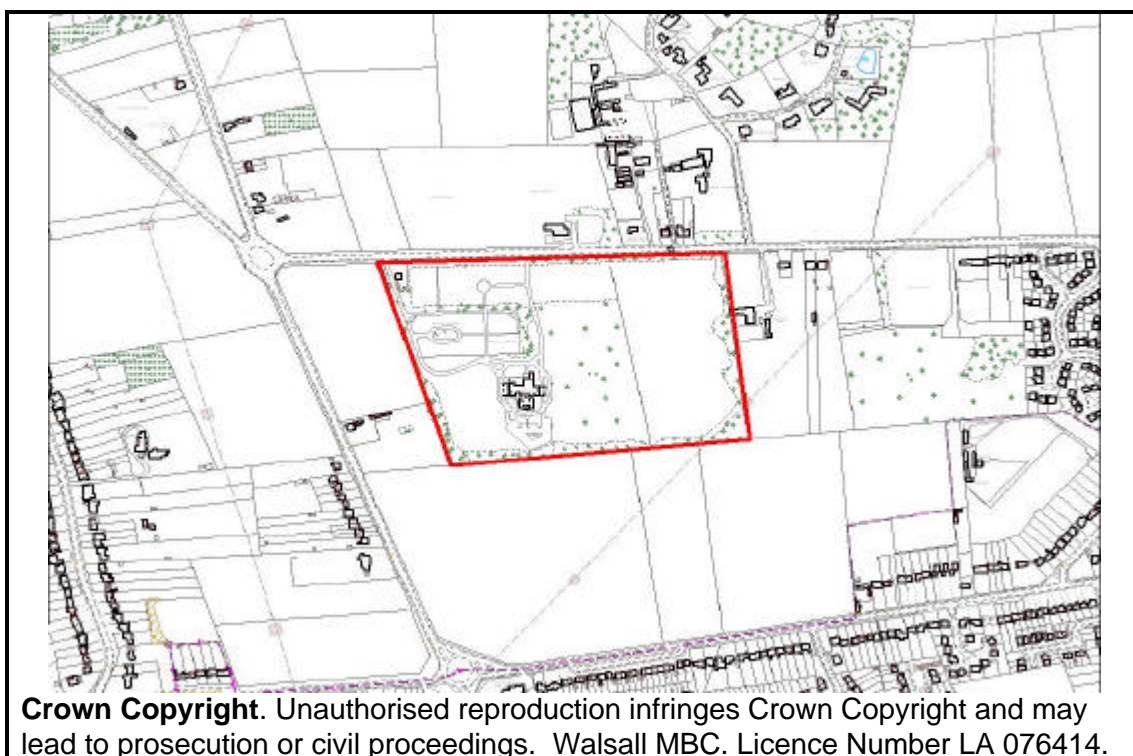 Crown Copyright. Unauthorised reproduction infringes Crown Copyright and may
lead to prosecution or civil proceedings. Walsall MBC. Licence Number LA 076414.